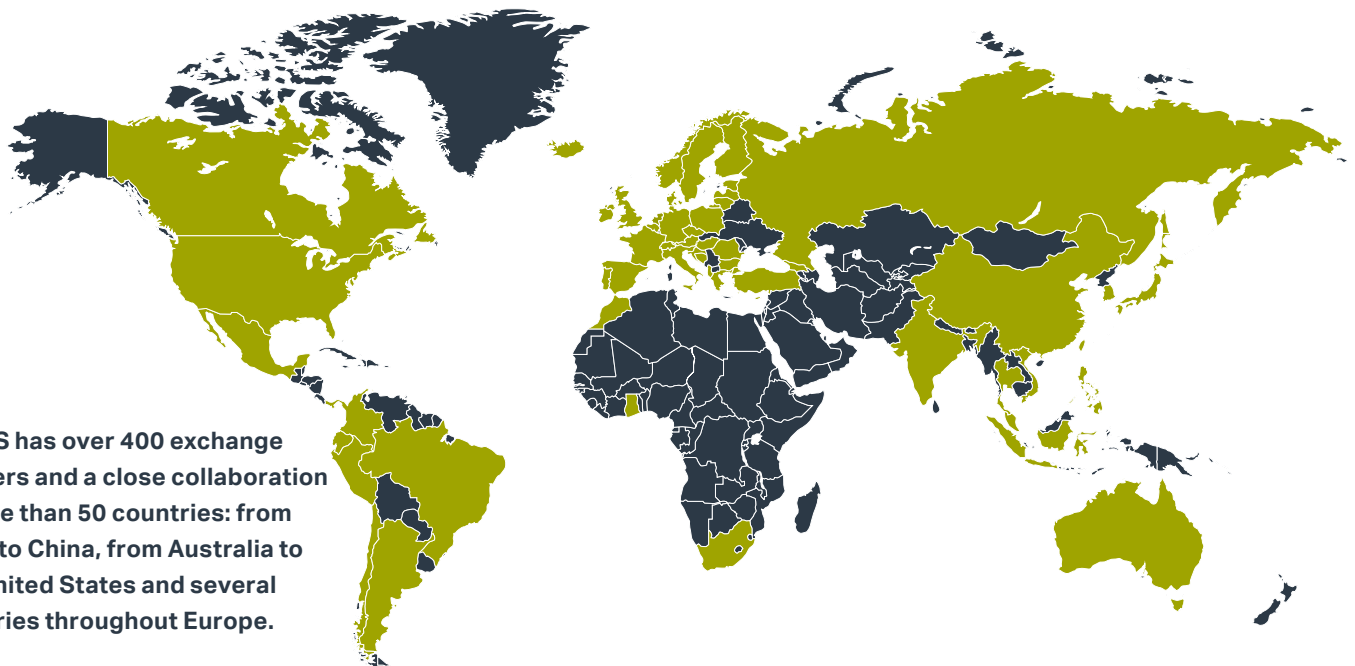 S has over 400 exchange
ers and a close collaboration
e than 50 countries: from
to China, from Australia to
nited States and several
ries throughout Europe.